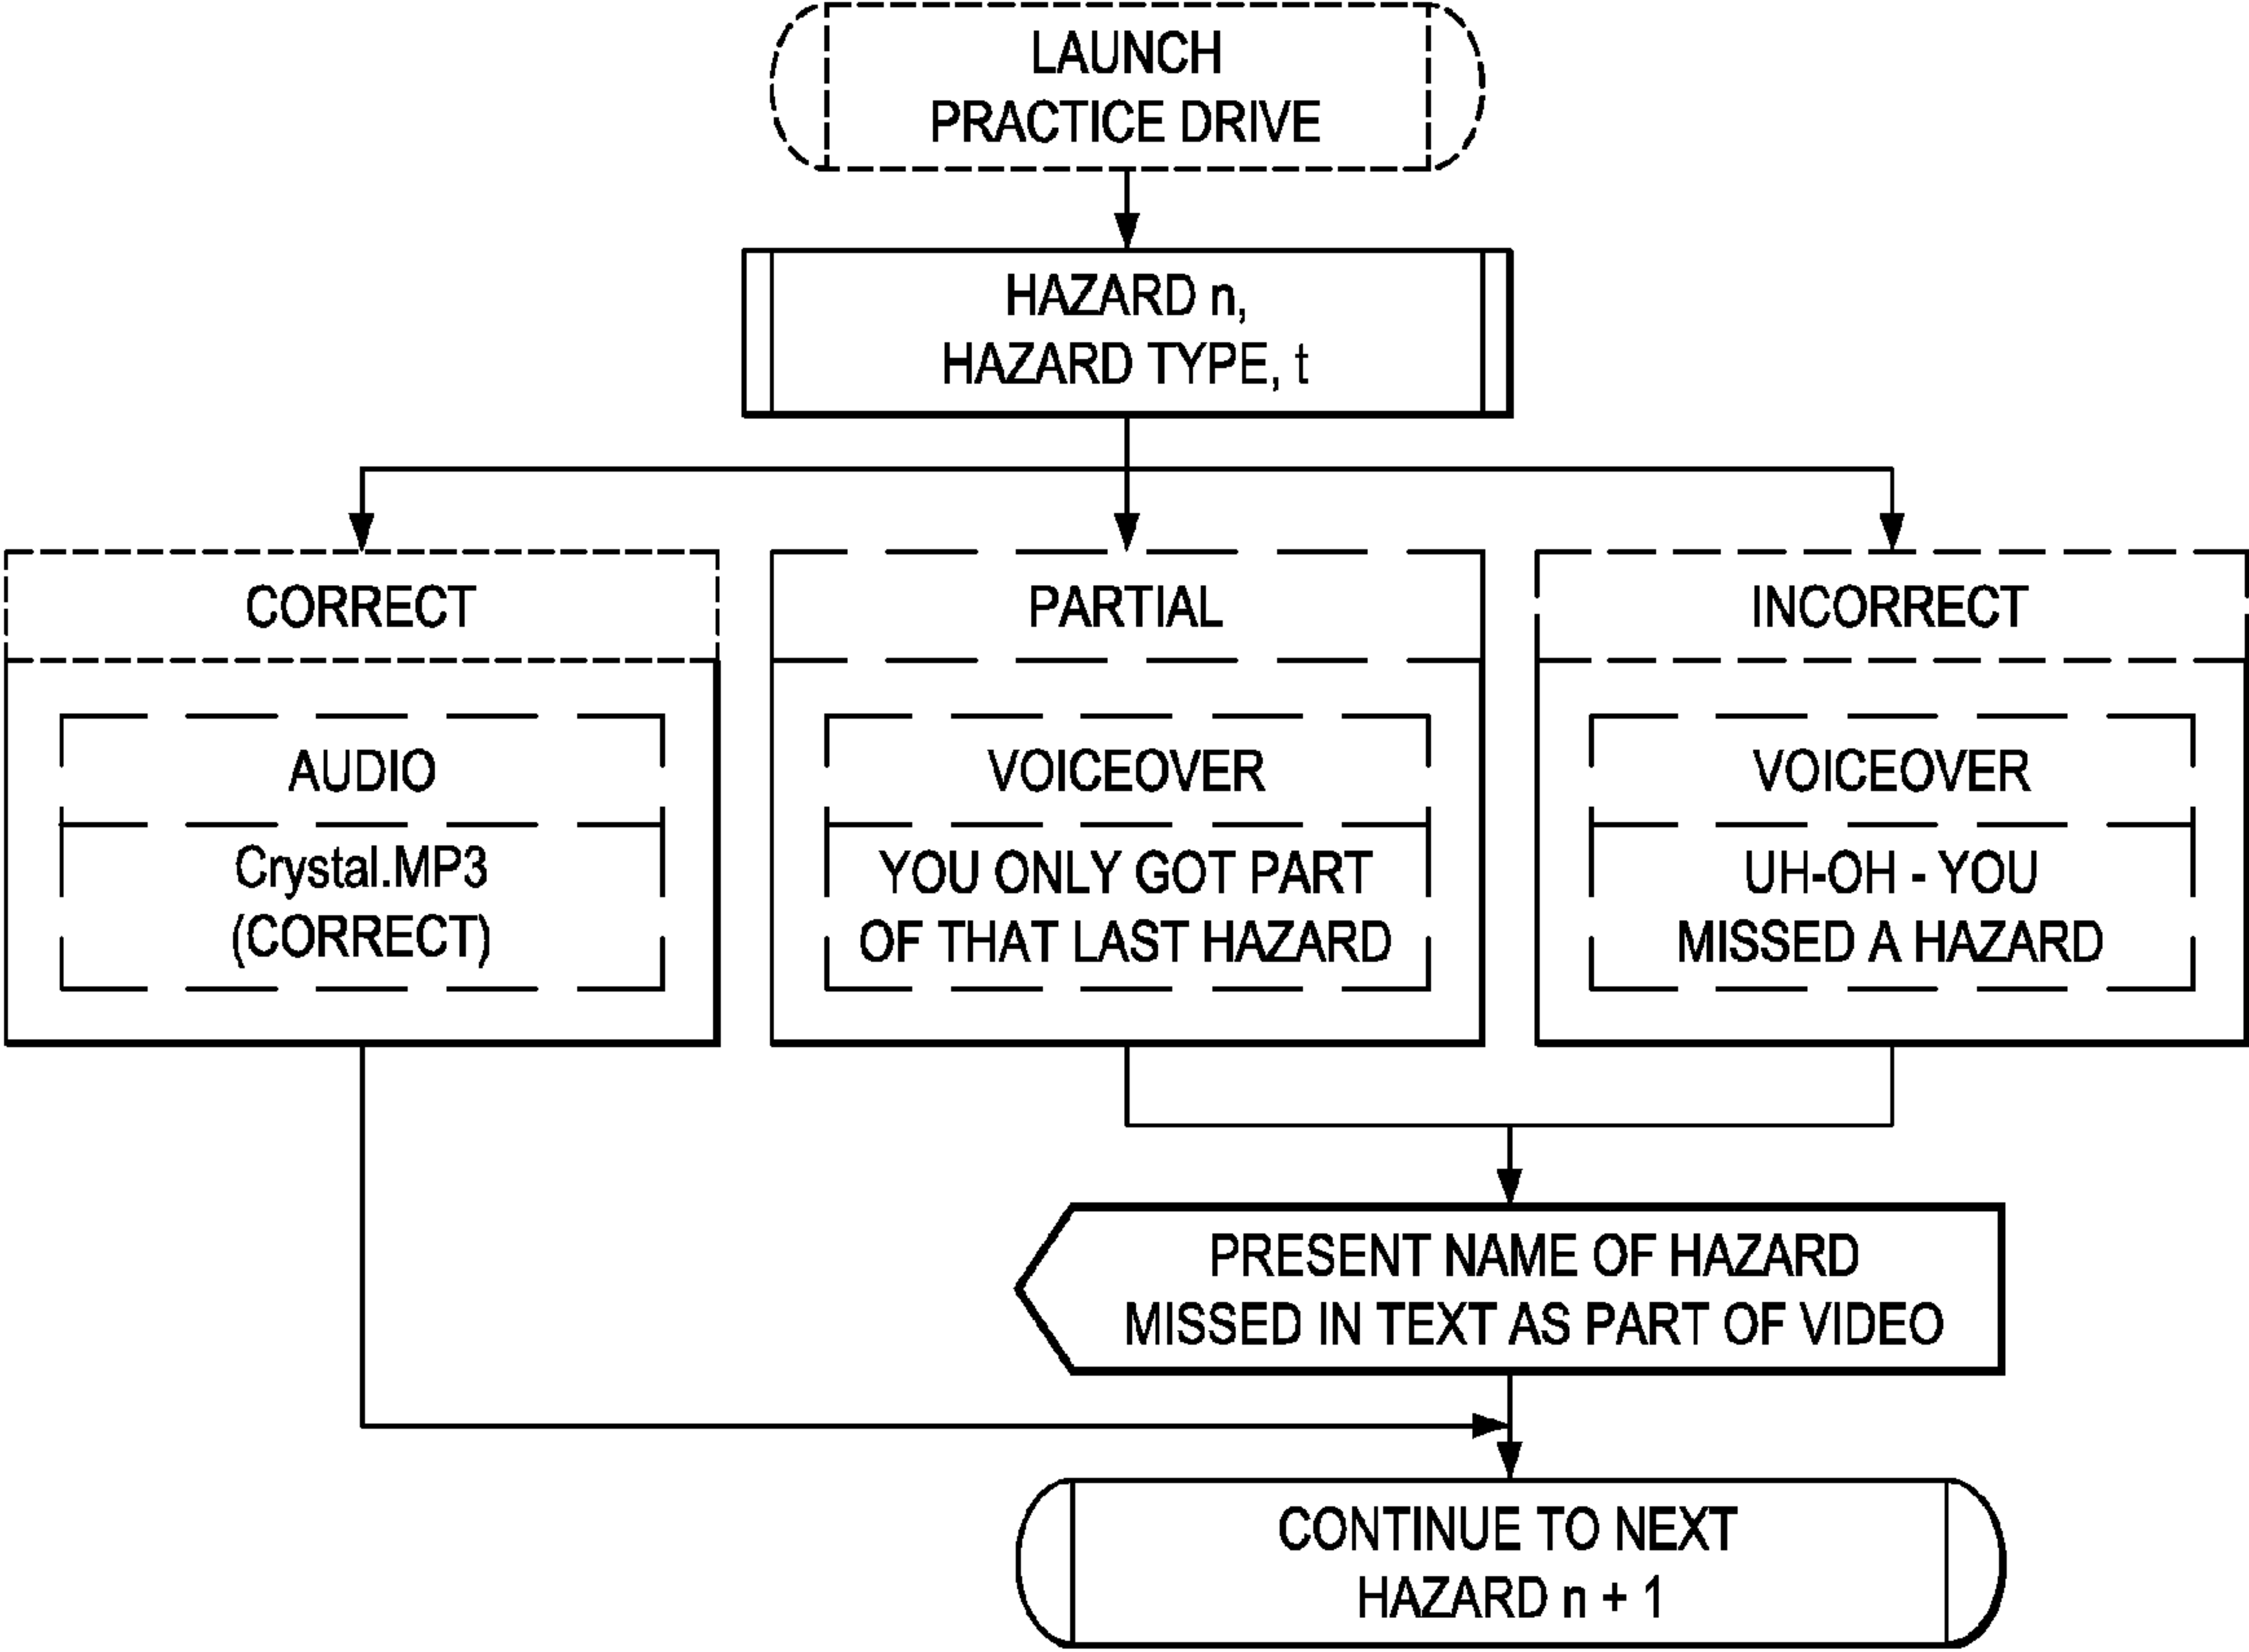 LAUNCH
PRACTICE DRIVE
HAZARD n,
HAZARD TYPE, t
CORRECT
AUDIO
Crystal.MP3
(CORRECT)
PARTIAL
VOICEOVER
YOU ONLY GOT PART
OF THAT LAST HAZARD
INCORRECT
VOICEOVER
UH-OH - YOU
MISSED A HAZARD
PRESENT NAME OF HAZARD
MISSED IN TEXT AS PART OF VIDEO
CONTINUE TO NEXT
HAZARD n + 1